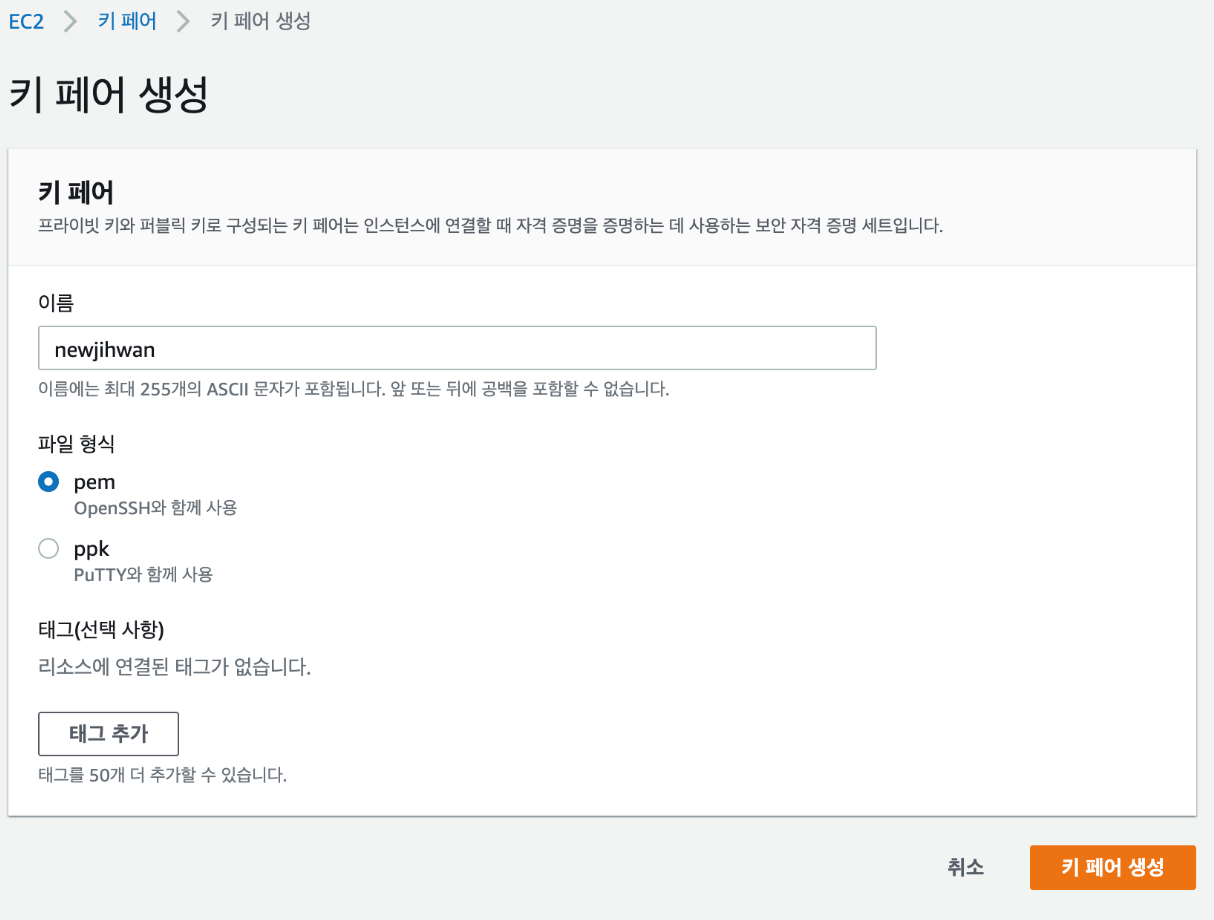 EC2 > 키 페어 > 키 페어 생성
키 페어 생성
키 페어
프라이빗 키와 퍼블릭 키로 구성되는 키 페어는 인스턴스에 연결할 때 자격 증명을 증명하는 데 사용하는 보안 자격 증명 세트입니다.
이름
newjihwan
이름에는 최대 255개의 ASCII 문자가 포함됩니다. 앞 또는 뒤에 공백을 포함할 수 없습니다.
파일 형식
pem
OpenSSH와 함께 사용
ppk
PuTTY와 함께 사용
태그(선택 사항)
리소스에 연결된 태그가 없습니다.
태그 추가
태그를 50개 더 추가할 수 있습니다.
취소 키 페어 생성